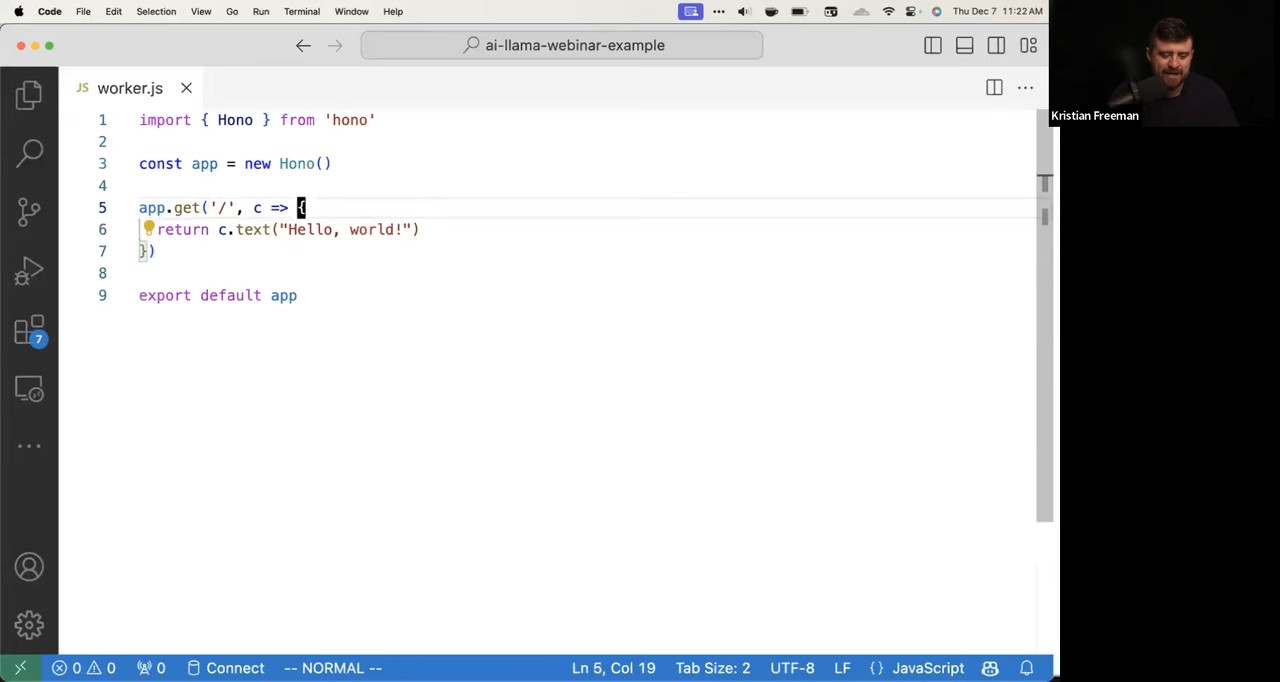 Code File Edit Selection View Go Run Terminal Window Help Thu Dec 7 11:22 AM
ai-llama-webinar-example
JS worker.js
Kristian Freeman
1 import { Hono } from 'hono'
2
3 const app = new Hono()
4
5 app.get('/', c => {
6 return c.text("Hello, world!")
7 })
8
9 export default app
7
0 0 0 Connect -- NORMAL -- Ln 5, Col 19 Tab Size: 2 UTF-8 LF {} JavaScript